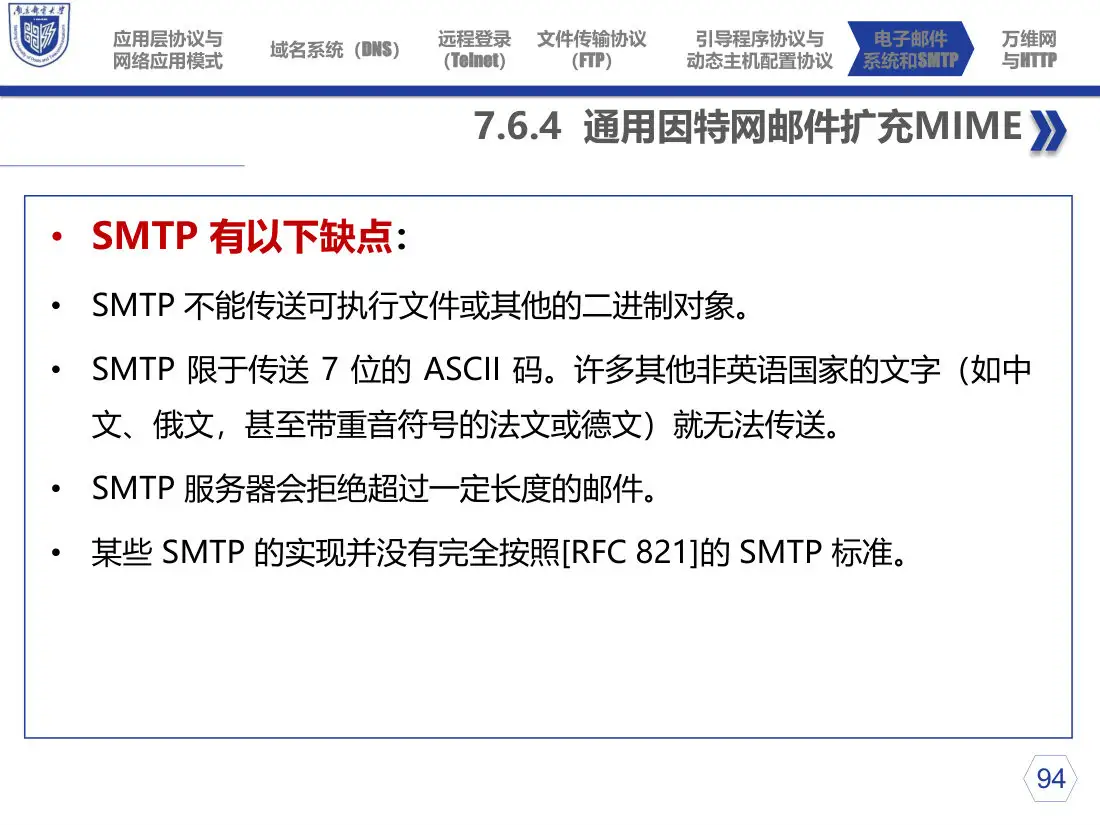 南京邮电大学
应用层协议与
网络应用模式
域名系统（DNS）
远程登录
（Telnet）
文件传输协议
（FTP）
引导程序协议与
动态主机配置协议
电子邮件
系统和SMTP
万维网
与HTTP
7.6.4 通用因特网邮件扩充MIME
• SMTP 有以下缺点：
• SMTP 不能传送可执行文件或其他的二进制对象。
• SMTP 限于传送 7 位的 ASCII 码。许多其他非英语国家的文字（如中
文、俄文，甚至带重音符号的法文或德文）就无法传送。
• SMTP 服务器会拒绝超过一定长度的邮件。
• 某些 SMTP 的实现并没有完全按照[RFC 821]的 SMTP 标准。
94